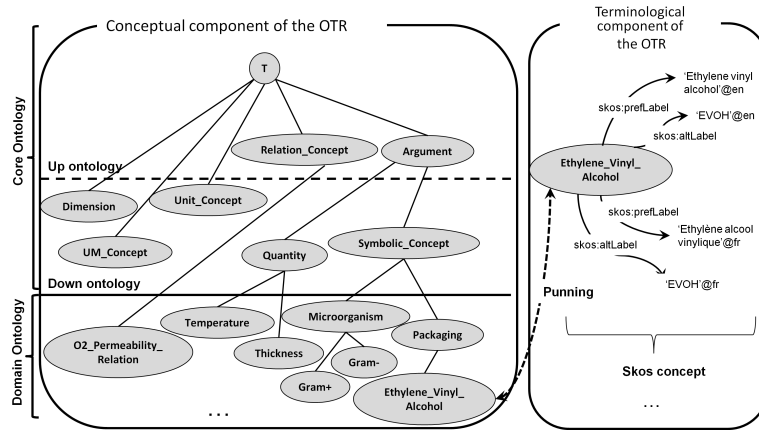 Conceptual component of the OTR
Terminological
component of
the OTR
Core Ontology
T
Relation_Concept
Argument
Up ontology
Dimension
Unit_Concept
UM_Concept
Quantity
Symbolic_Concept
Down ontology
Domain Ontology
O2_Permeability_
Relation
Temperature
Thickness
Microorganism
Gram+
Gram-
Packaging
Ethylene_Vinyl_
Alcohol
...
Punning
skos:prefLabel
'Ethylene vinyl
alcohol'@en
skos:altLabel
'EVOH'@en
Ethylene_Vinyl_
Alcohol
skos:prefLabel
'Ethylène alcool
vinylique'@fr
skos:altLabel
'EVOH'@fr
Skos concept
...